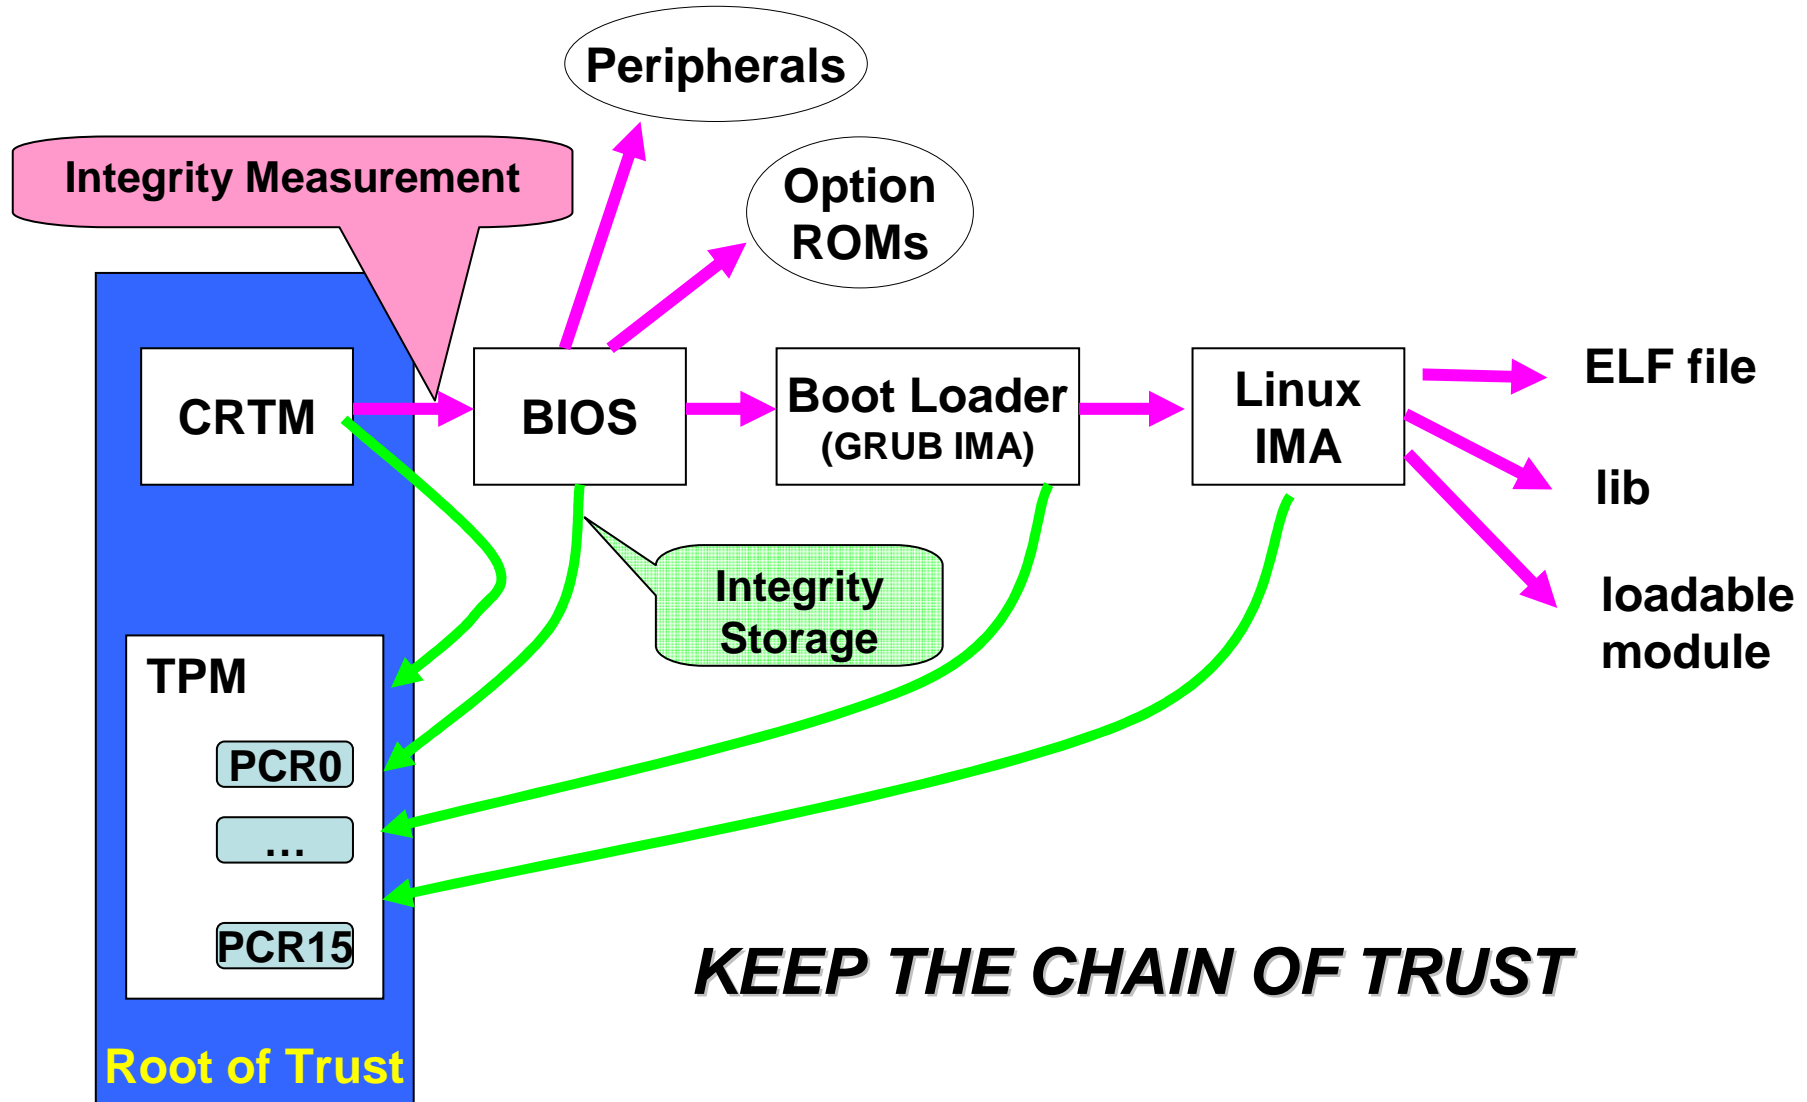 Peripherals
Integrity Measurement
Option
ROMs
CRTM
BIOS
Boot Loader
(GRUB IMA)
Linux
IMA
ELF file
lib
loadable
module
Integrity
Storage
TPM
PCR0
...
PCR15
KEEP THE CHAIN OF TRUST
Root of Trust